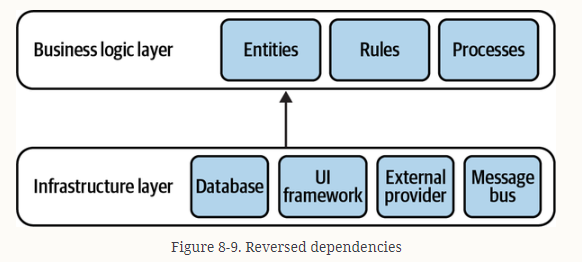 Business logic layer
Entities
Rules
Processes
Infrastructure layer
Database
UI
framework
External
provider
Message
bus
Figure 8-9. Reversed dependencies